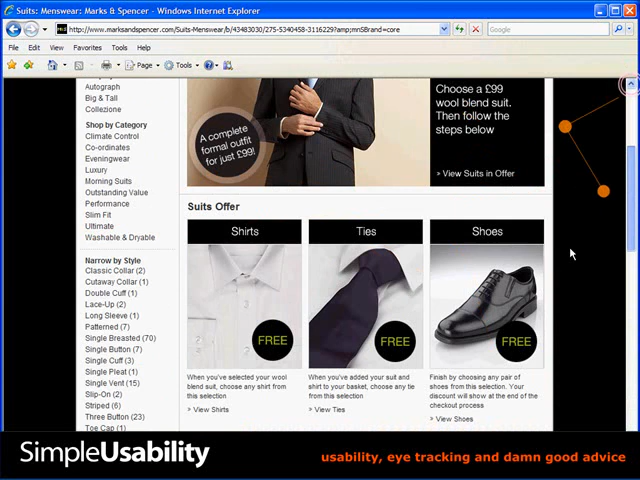 Suits: Menswear: Marks & Spencer - Windows Internet Explorer
http://www.marksandspencer.com/Suits-Menswear/b/43483030/275-5340458-3116229?&mnSBrand=core
Google
File Edit View Favorites Tools Help
Page Tools
Autograph
Big & Tall
Collezione
Shop by Category
Climate Control
Co-ordinates
Eveningwear
Luxury
Morning Suits
Outstanding Value
Performance
Slim Fit
Ultimate
Washable & Dryable
Narrow by Style
Classic Collar (2)
Cutaway Collar (1)
Double Cuff (1)
Lace-Up (2)
Long Sleeve (1)
Patterned (7)
Single Breasted (70)
Single Button (7)
Single Cuff (3)
Single Pleat (1)
Single Vent (15)
Slip-On (2)
Striped (6)
Three Button (23)
Toe Cap (1)
A complete
formal outfit
for just £99!
Choose a £99
wool blend suit.
Then follow the
steps below
> View Suits in Offer
Suits Offer
Shirts
FREE
When you've selected your wool
blend suit, choose any shirt from
this selection
> View Shirts
Ties
FREE
When you've added your suit and
shirt to your basket, choose any tie
from this selection
> View Ties
Shoes
FREE
Finish by choosing any pair of
shoes from this selection. Your
discount will show at the end of the
checkout process
> View Shoes
SimpleUsability
usability, eye tracking and damn good advice